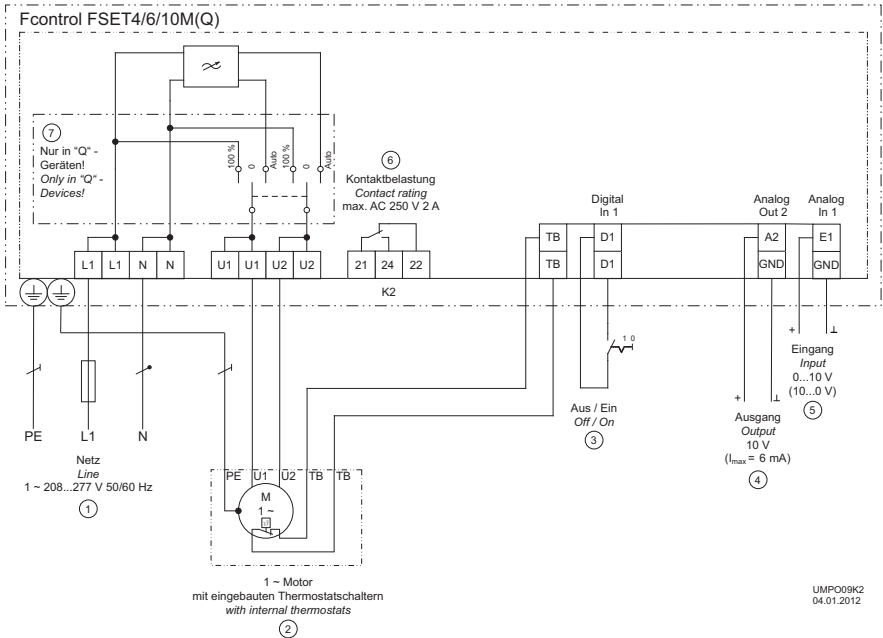 Fcontrol FSET4/6/10M(Q)
7
Nur in "Q" -
Geräten!
Only in "Q" -
Devices!
100 %
0
Auto
100 %
0
Auto
6
Kontaktbelastung
Contact rating
max. AC 250 V 2 A
Digital
In 1
Analog
Out 2
Analog
In 1
L1 L1 N N
U1 U1 U2 U2
21 24 22
K2
TB
TB
D1
D1
A2
GND
E1
GND
1 0
Aus / Ein
Off / On
3
+ ⊥
Eingang
Input
0...10 V
(10...0 V)
5
+ ⊥
Ausgang
Output
10 V
(Imax = 6 mA)
4
PE L1 N
Netz
Line
1 ~ 208...277 V 50/60 Hz
1
PE U1 U2 TB TB
M
1 ~
1 ~ Motor
mit eingebauten Thermostatschaltern
with internal thermostats
2
UMPO09K2
04.01.2012